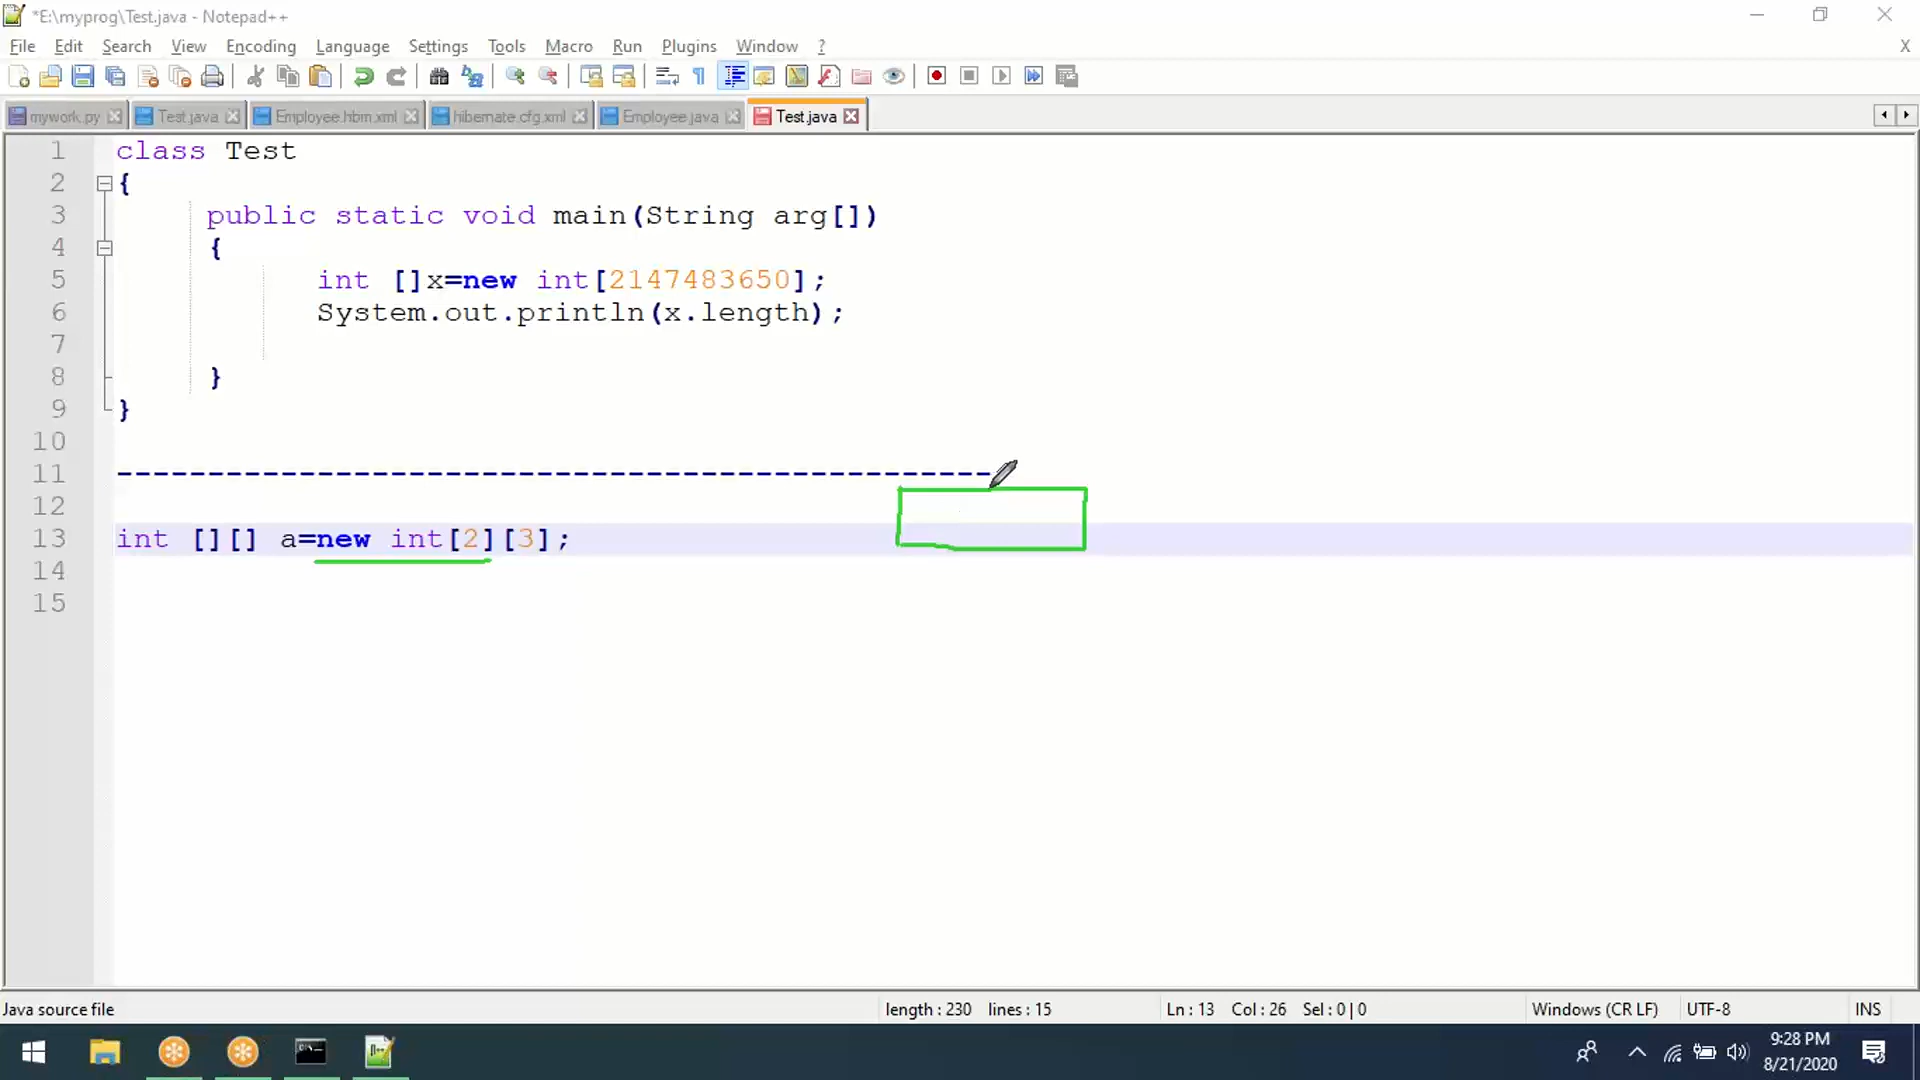 *E:\myprog\Test.java - Notepad++
File Edit Search View Encoding Language Settings Tools Macro Run Plugins Window ? X
mywork.py Test.java Employee.hbm.xml hibernate.cfg.xml Employee.java Test.java
1 class Test
2 {
3 public static void main(String arg[])
4 {
5 int []x=new int[2147483650];
6 System.out.println(x.length);
7
8 }
9 }
10
11 ------------------------------------------------
12
13 int [][] a=new int[2][3];
14
15
Java source file length : 230 lines : 15 Ln : 13 Col : 26 Sel : 0 | 0 Windows (CR LF) UTF-8 INS
9:28 PM
8/21/2020